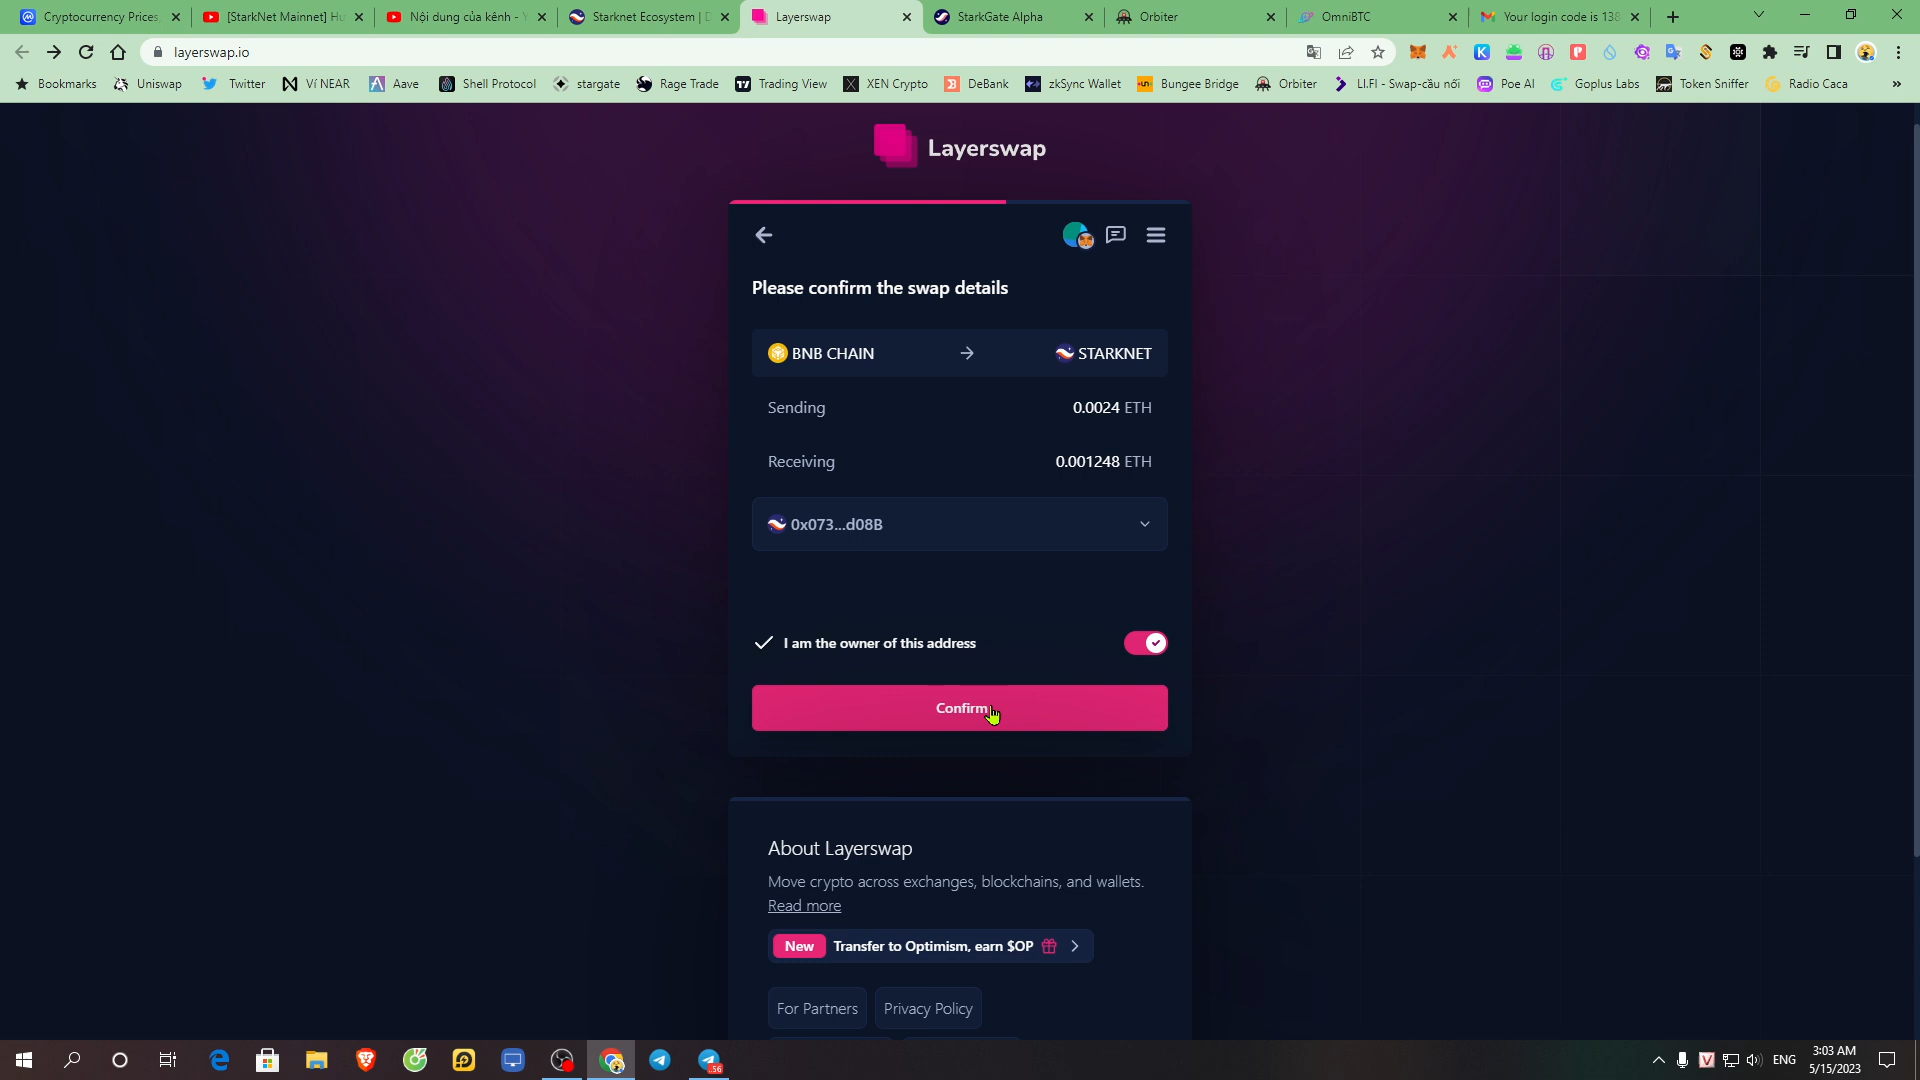 Cryptocurrency Prices
[StarkNet Mainnet] Hu
Nội dung của kênh - Y
Starknet Ecosystem | D
Layerswap
StarkGate Alpha
Orbiter
OmniBTC
Your login code is 138
layerswap.io
Bookmarks
Uniswap
Twitter
Ví NEAR
Aave
Shell Protocol
stargate
Rage Trade
Trading View
XEN Crypto
DeBank
zkSync Wallet
Bungee Bridge
Orbiter
LI.FI - Swap-cầu nối
Poe AI
Goplus Labs
Token Sniffer
Radio Caca
»
Layerswap
Please confirm the swap details
BNB CHAIN → STARKNET
Sending 0.0024 ETH
Receiving 0.001248 ETH
0x073...d08B
I am the owner of this address
Confirm
About Layerswap
Move crypto across exchanges, blockchains, and wallets.
Read more
New Transfer to Optimism, earn $OP
For Partners
Privacy Policy
56
ENG
3:03 AM
5/15/2023